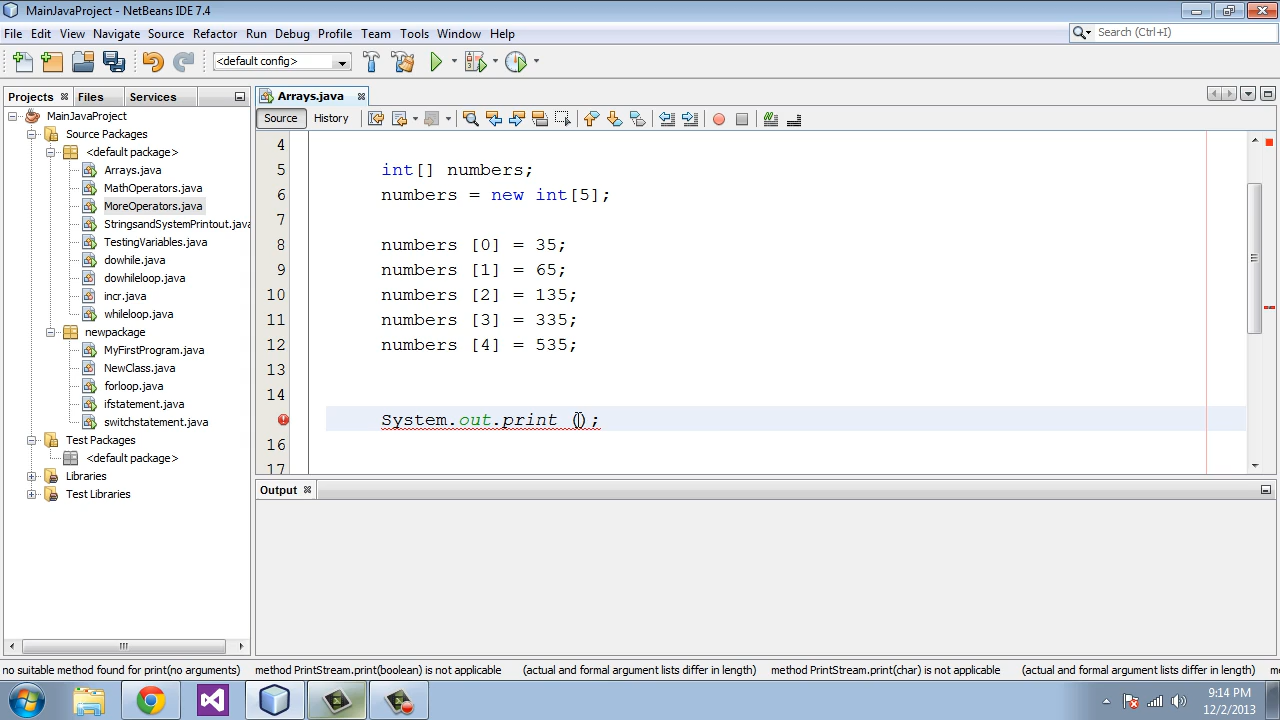 MainJavaProject - NetBeans IDE 7.4
File Edit View Navigate Source Refactor Run Debug Profile Team Tools Window Help
Search (Ctrl+I)
<default config>
Projects Files Services
MainJavaProject
Source Packages
<default package>
Arrays.java
MathOperators.java
MoreOperators.java
StringsandSystemPrintout.java
TestingVariables.java
dowhile.java
dowhileloop.java
incr.java
whileloop.java
newpackage
MyFirstProgram.java
NewClass.java
forloop.java
ifstatement.java
switchstatement.java
Test Packages
<default package>
Libraries
Test Libraries
Arrays.java
Source History
4
5 int[] numbers;
6 numbers = new int[5];
7
8 numbers [0] = 35;
9 numbers [1] = 65;
10 numbers [2] = 135;
11 numbers [3] = 335;
12 numbers [4] = 535;
13
14
System.out.print ();
16
17
Output
no suitable method found for print(no arguments) method PrintStream.print(boolean) is not applicable (actual and formal argument lists differ in length) method PrintStream.print(char) is not applicable (actual and formal argument lists differ in length)
9:14 PM
12/2/2013